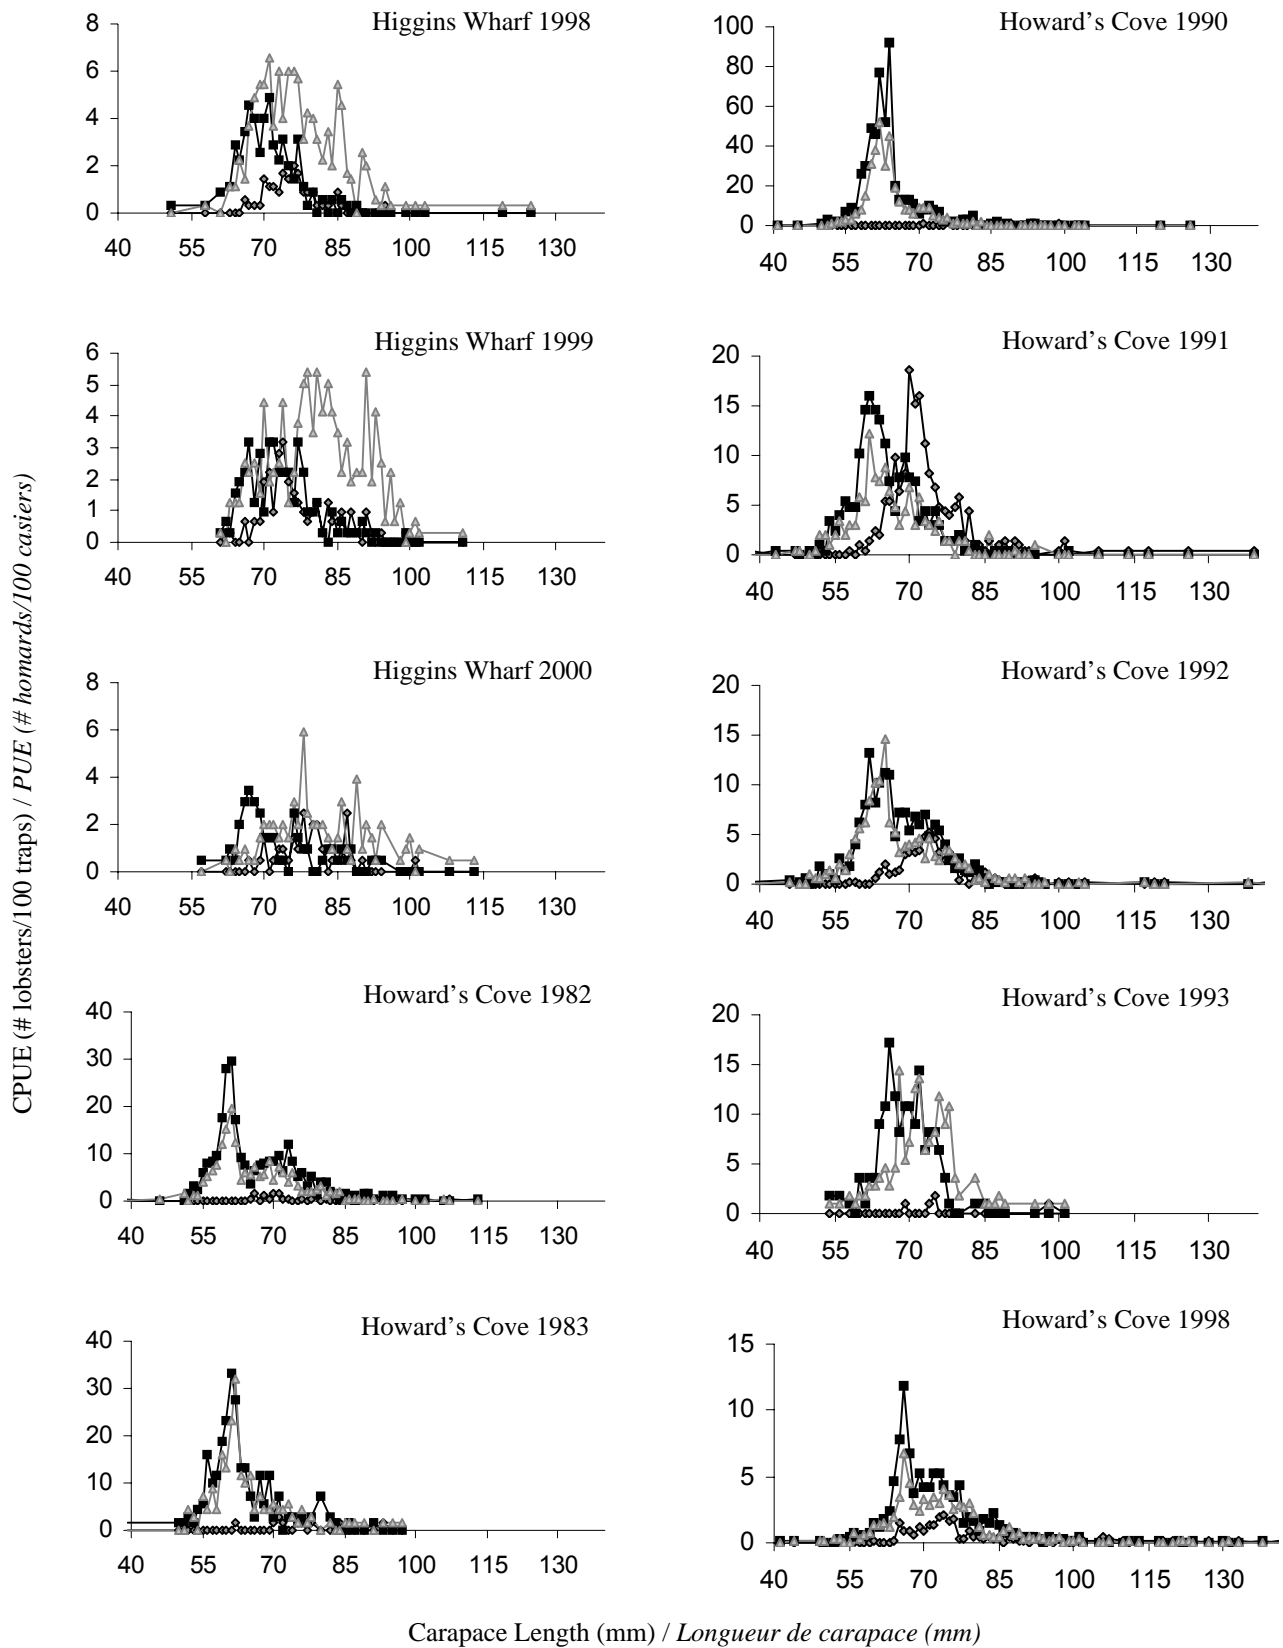 CPUE (# lobsters/100 traps) / PUE (# homards/100 casiers)
Higgins Wharf 1998
8
6
4
2
0
40 55 70 85 100 115 130
Higgins Wharf 1999
6
5
4
3
2
1
0
40 55 70 85 100 115 130
Higgins Wharf 2000
8
6
4
2
0
40 55 70 85 100 115 130
Howard's Cove 1982
40
30
20
10
0
40 55 70 85 100 115 130
Howard's Cove 1983
40
30
20
10
0
40 55 70 85 100 115 130
Howard's Cove 1990
100
80
60
40
20
0
40 55 70 85 100 115 130
Howard's Cove 1991
20
15
10
5
0
40 55 70 85 100 115 130
Howard's Cove 1992
20
15
10
5
0
40 55 70 85 100 115 130
Howard's Cove 1993
20
15
10
5
0
40 55 70 85 100 115 130
Howard's Cove 1998
15
10
5
0
40 55 70 85 100 115 130
Carapace Length (mm) / Longueur de carapace (mm)